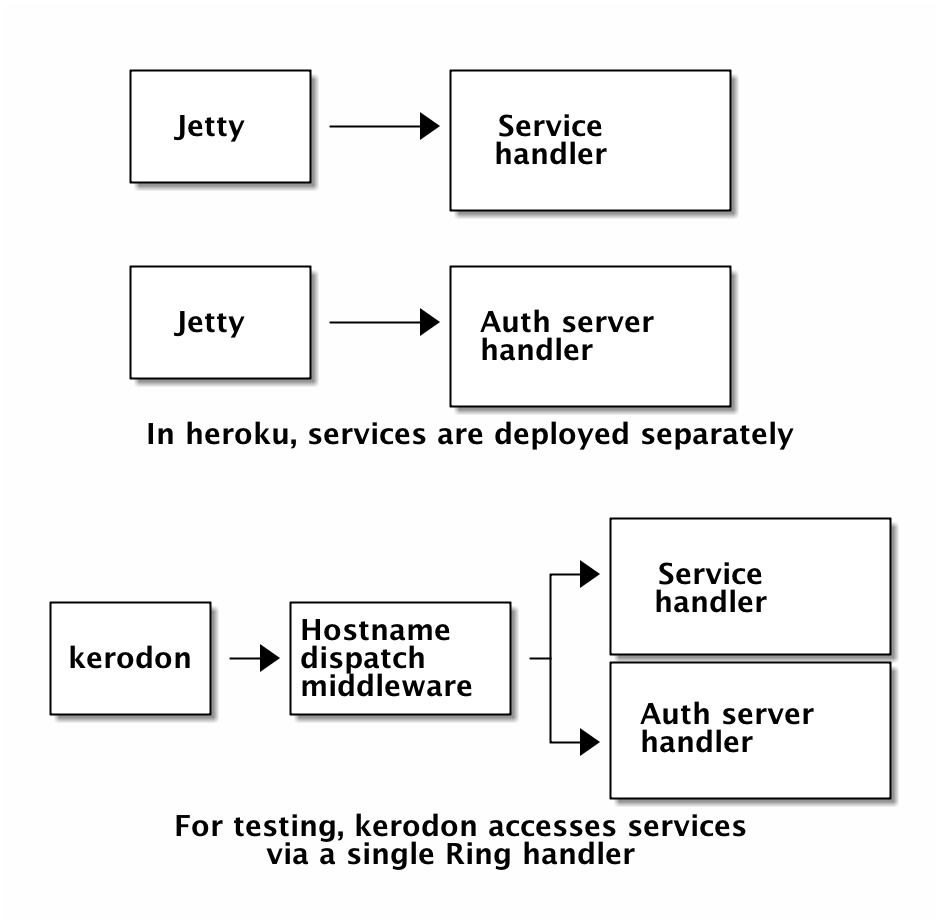 Jetty
Service
handler
Jetty
Auth server
handler
In heroku, services are deployed separately
kerodon
Hostname
dispatch
middleware
Service
handler
Auth server
handler
For testing, kerodon accesses services
via a single Ring handler